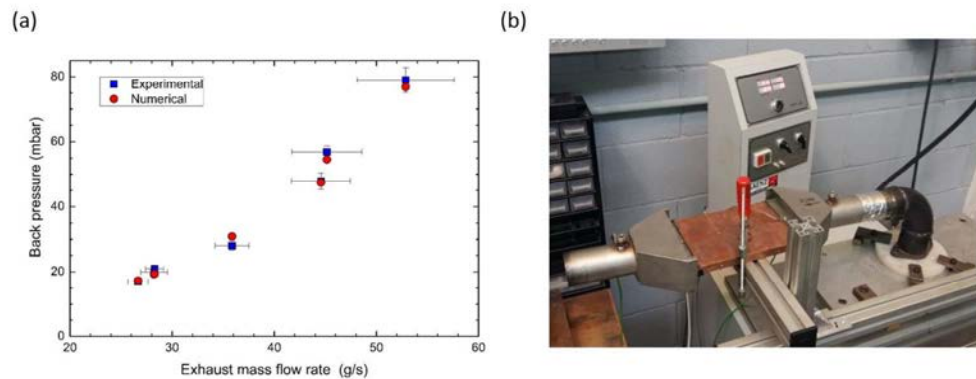 (a)
(b)
80
60
40
20
0
Experimental
Numerical
Back pressure (mbar)
20
30
40
50
60
Exhaust mass flow rate (g/s)